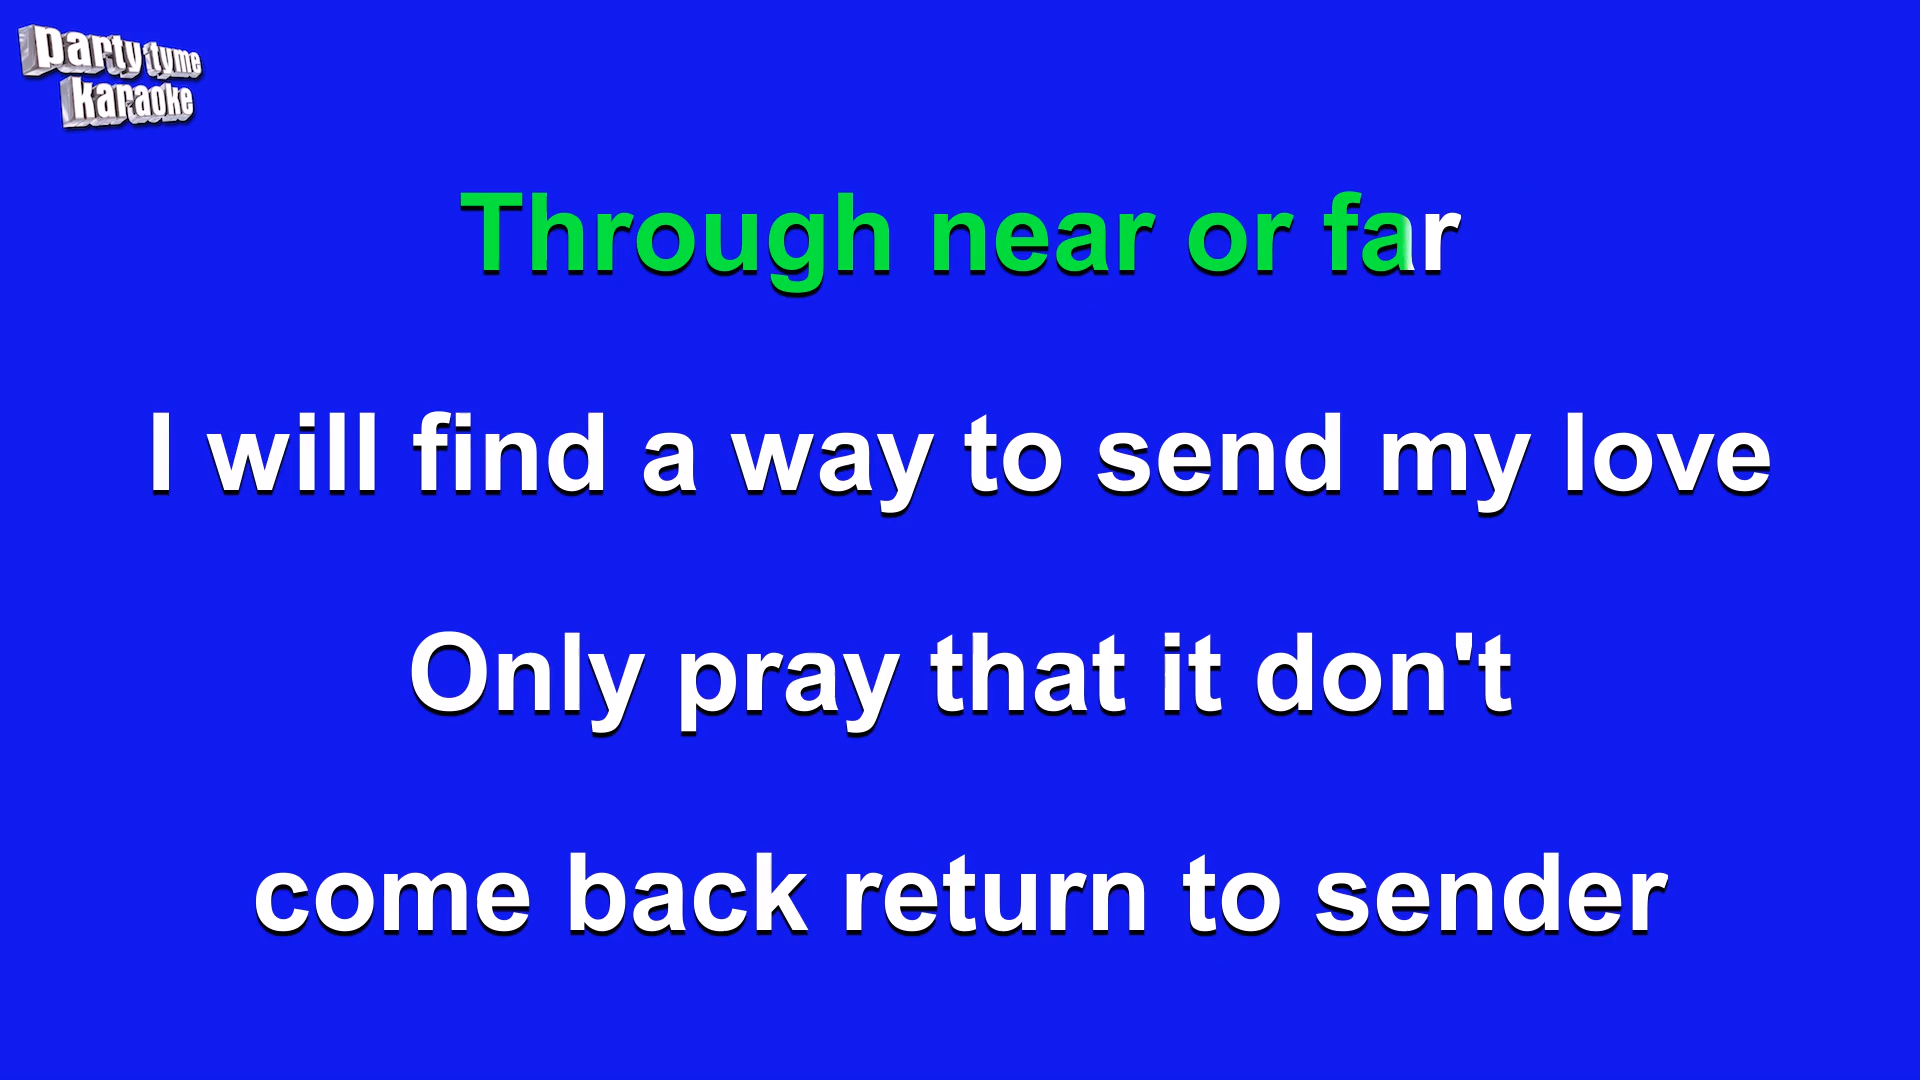 party tyme
karaoke
Through near or far
I will find a way to send my love
Only pray that it don't
come back return to sender